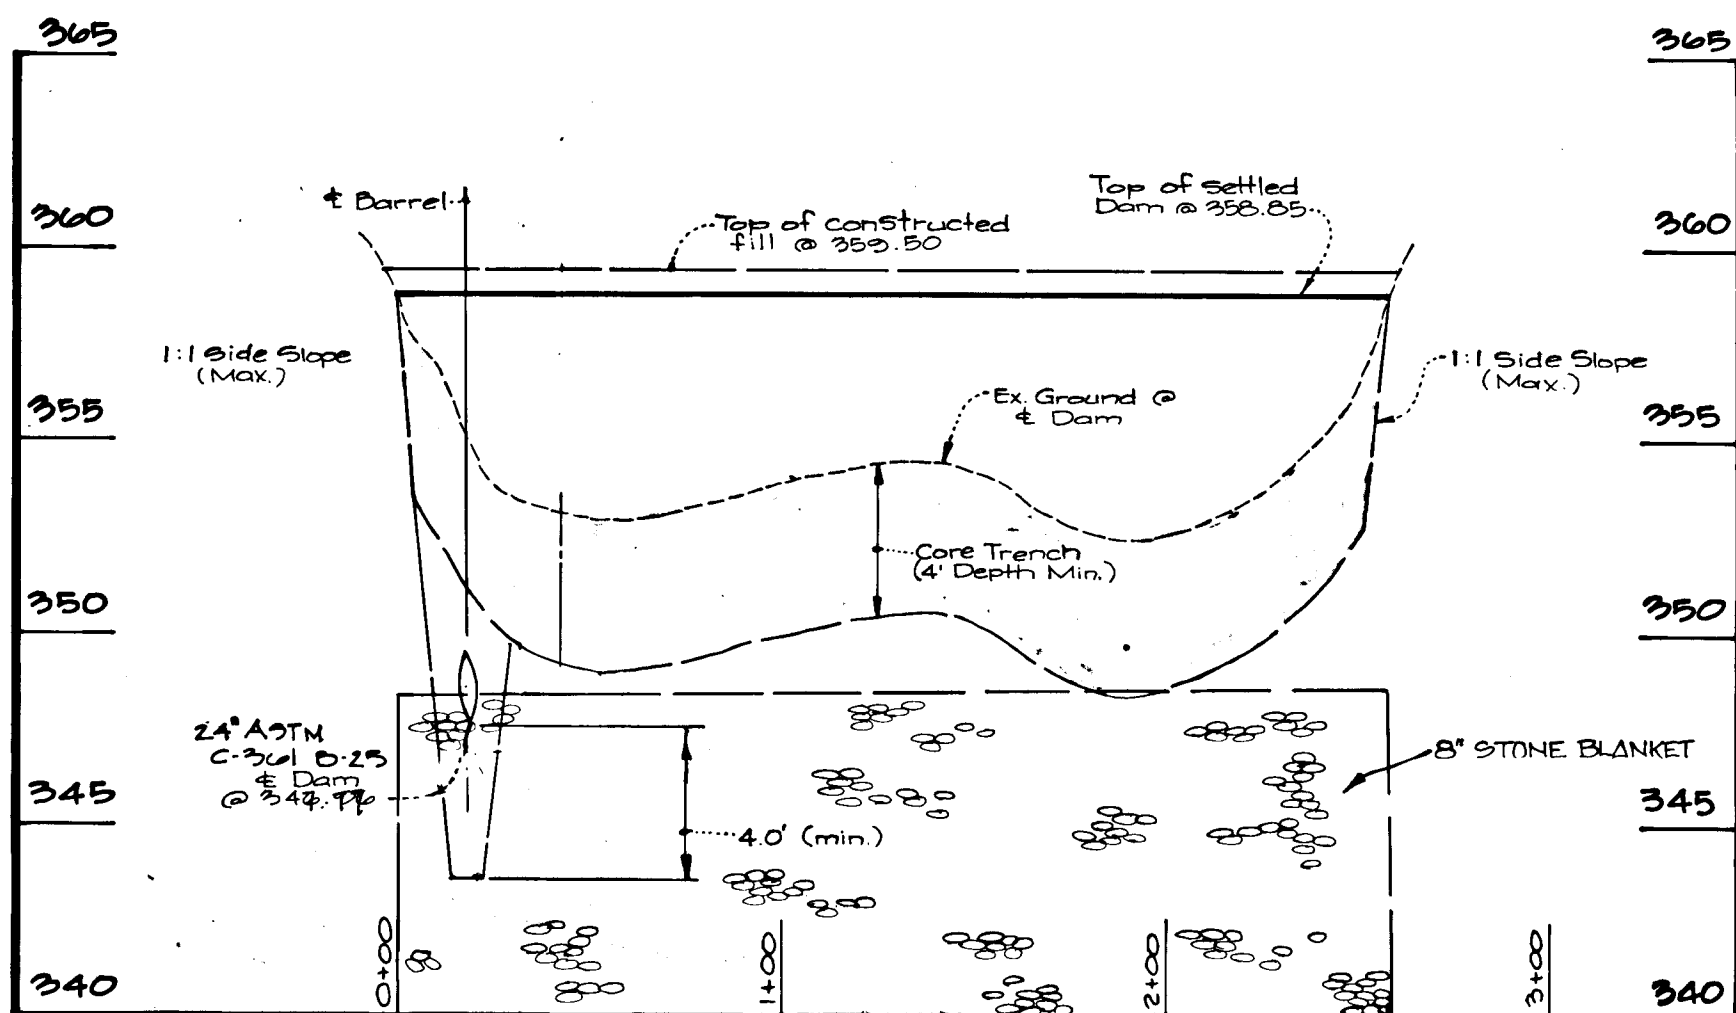 365
365
℄ Barrel
Top of settled
Dam @ 358.85
360
360
Top of constructed
fill @ 359.50
1:1 Side Slope
(Max.)
1:1 Side Slope
(Max.)
Ex. Ground @
℄ Dam
355
355
Core Trench
(4' Depth Min.)
350
350
24" ASTM
C-361 B-25
℄ Dam
@
8" STONE BLANKET
345
345
4.0' (min.)
0+00
1+00
2+00
3+00
340
340